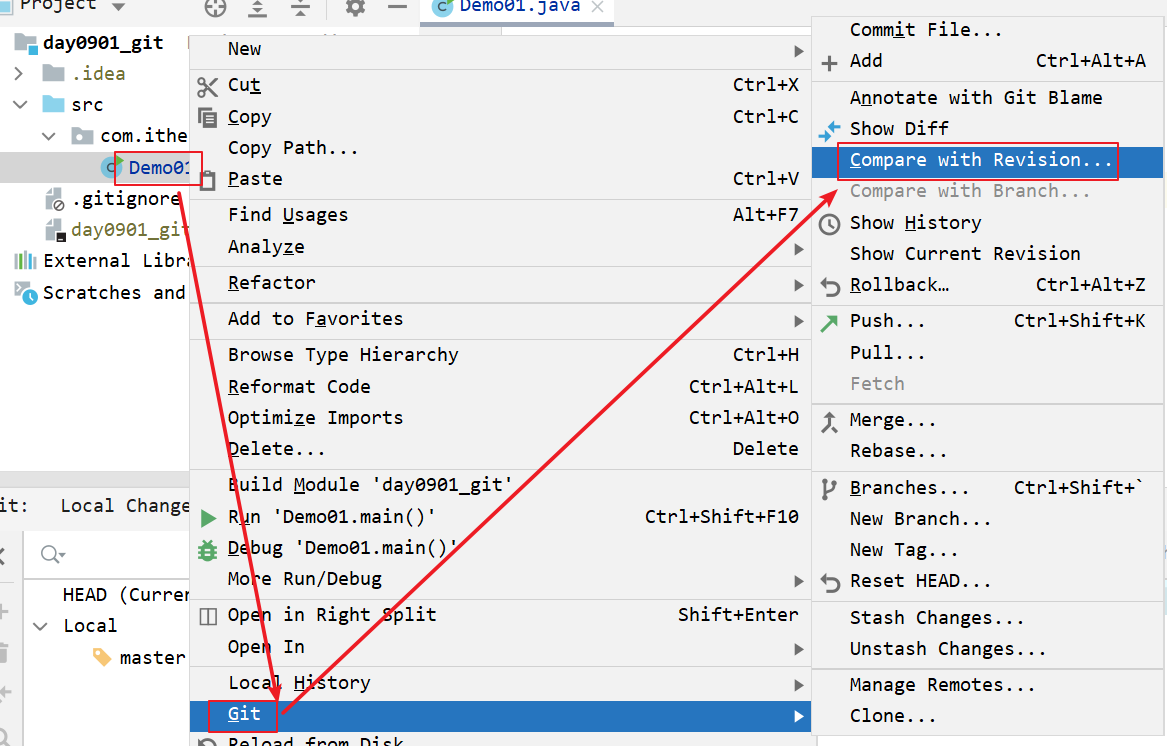 Project
Demo01.java
day0901_git
.idea
src
com.ithe
Demo01
.gitignore
day0901_git
External Libra
Scratches and
it:
Local Change
HEAD (Curren
Local
master
New
Cut Ctrl+X
Copy Ctrl+C
Copy Path...
Paste Ctrl+V
Find Usages Alt+F7
Analyze
Refactor
Add to Favorites
Browse Type Hierarchy Ctrl+H
Reformat Code Ctrl+Alt+L
Optimize Imports Ctrl+Alt+O
Delete... Delete
Build Module 'day0901_git'
Run 'Demo01.main()' Ctrl+Shift+F10
Debug 'Demo01.main()'
More Run/Debug
Open in Right Split Shift+Enter
Open In
Local History
Git
Reload from Disk
Commit File...
Add Ctrl+Alt+A
Annotate with Git Blame
Show Diff
Compare with Revision...
Compare with Branch...
Show History
Show Current Revision
Rollback… Ctrl+Alt+Z
Push... Ctrl+Shift+K
Pull...
Fetch
Merge...
Rebase...
Branches... Ctrl+Shift+`
New Branch...
New Tag...
Reset HEAD...
Stash Changes...
Unstash Changes...
Manage Remotes...
Clone...